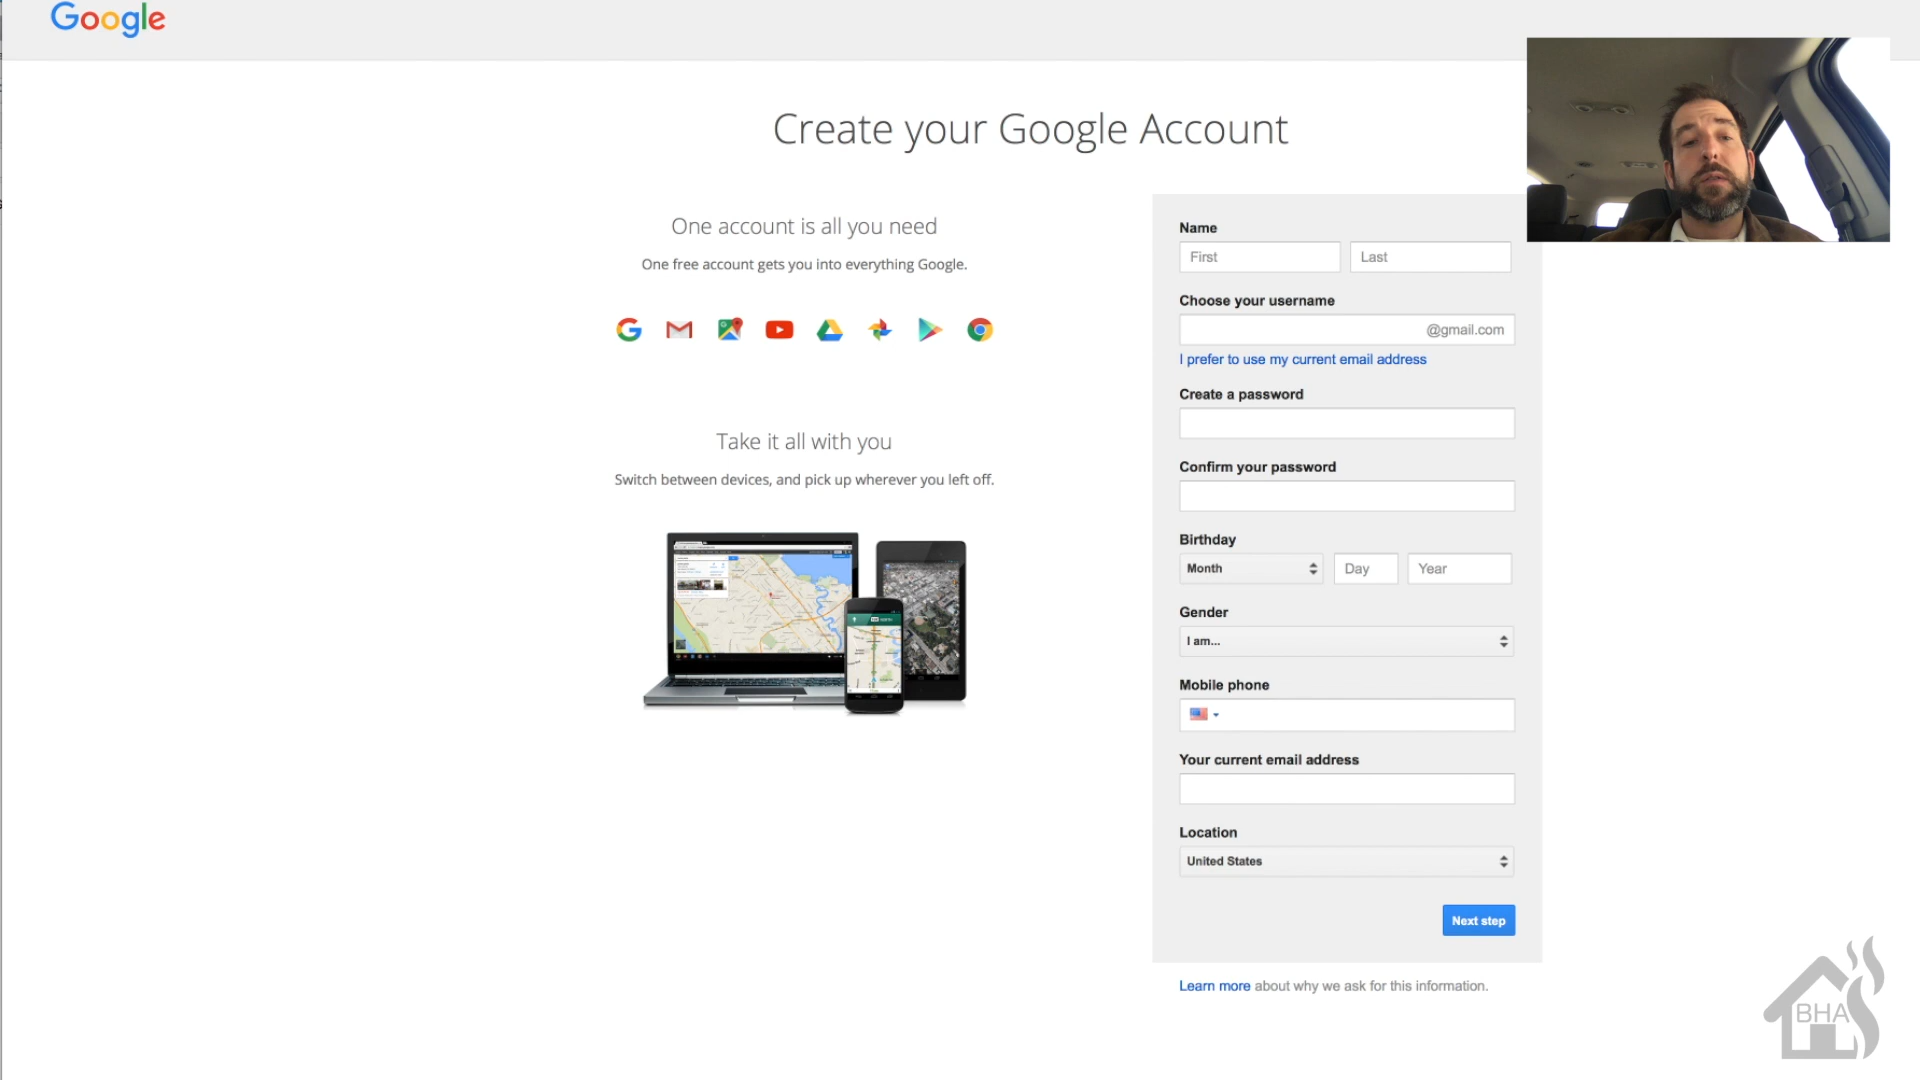 Google
Create your Google Account
One account is all you need
One free account gets you into everything Google.
Take it all with you
Switch between devices, and pick up wherever you left off.
Name
First Last
Choose your username
@gmail.com
I prefer to use my current email address
Create a password
Confirm your password
Birthday
Month Day Year
Gender
I am...
Mobile phone
Your current email address
Location
United States
Next step
Learn more about why we ask for this information.
BHA